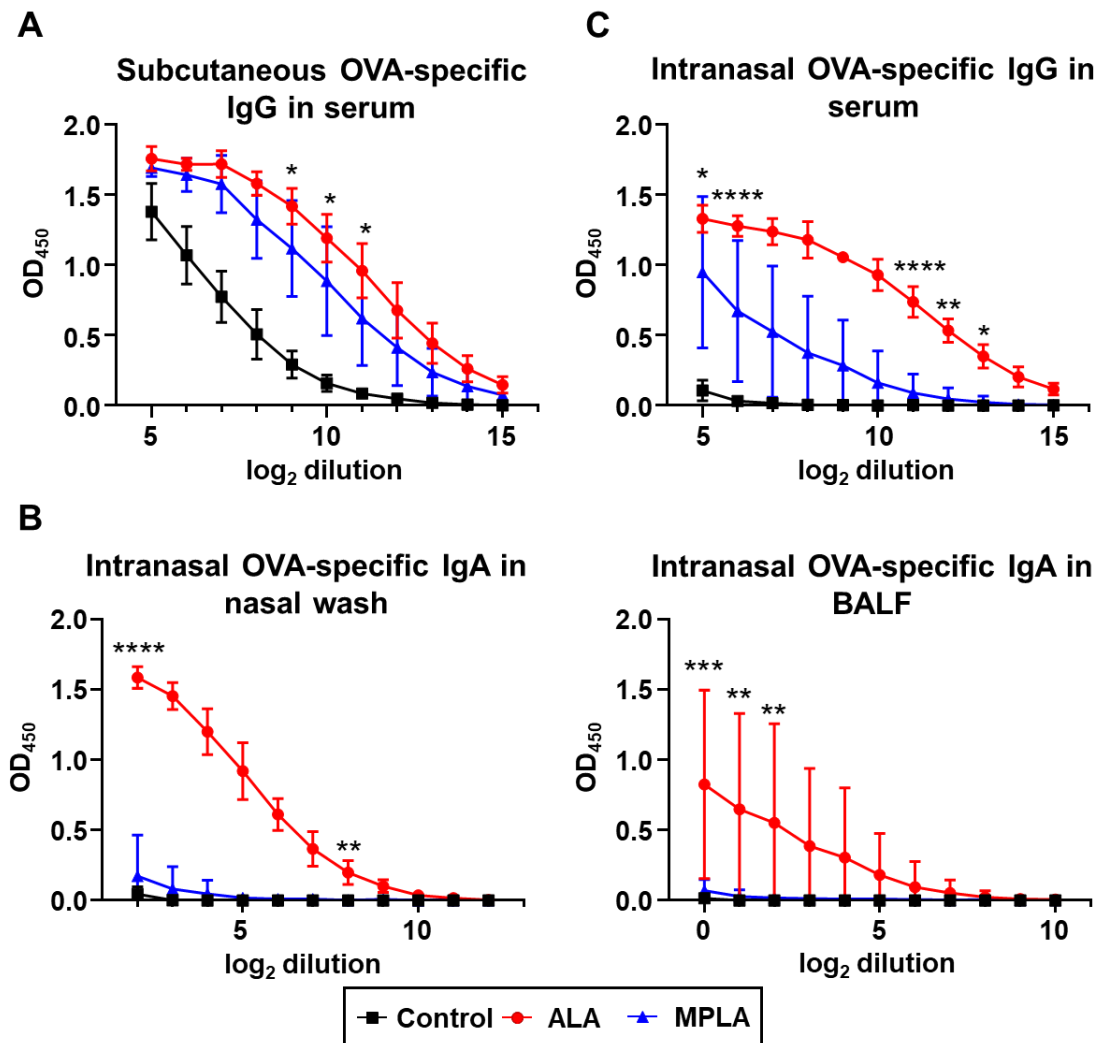 A
Subcutaneous OVA-specific
IgG in serum
2.0
1.5
1.0
0.5
0.0
OD450
* * *
5 10 15
log2 dilution
C
Intranasal OVA-specific IgG in
serum
2.0
1.5
1.0
0.5
0.0
OD450
* **** **** ** *
5 10 15
log2 dilution
B
Intranasal OVA-specific IgA in
nasal wash
2.0
1.5
1.0
0.5
0.0
OD450
**** **
5 10
log2 dilution
Intranasal OVA-specific IgA in
BALF
2.0
1.5
1.0
0.5
0.0
OD450
*** ** **
0 5 10
log2 dilution
Control ALA MPLA